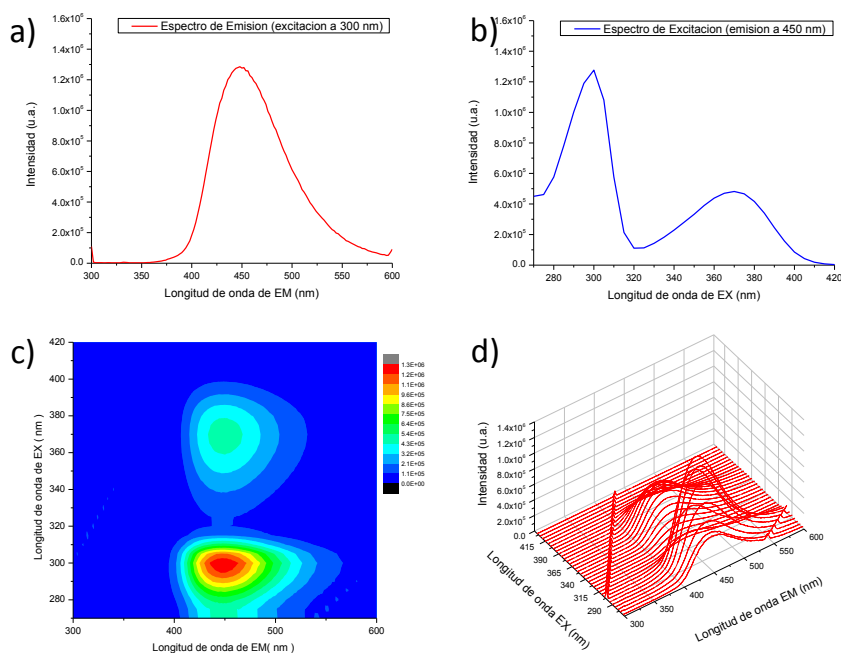 a)
Espectro de Emision (excitacion a 300 nm)
1.6x10⁶
1.4x10⁶
1.2x10⁶
1.0x10⁶
8.0x10⁵
6.0x10⁵
4.0x10⁵
2.0x10⁵
0.0
Intensidad (u.a.)
300 350 400 450 500 550 600
Longitud de onda de EM (nm)
b)
Espectro de Excitacion (emision a 450 nm)
1.6x10⁶
1.4x10⁶
1.2x10⁶
1.0x10⁶
8.0x10⁵
6.0x10⁵
4.0x10⁵
2.0x10⁵
0.0
Intensidad (u.a.)
280 300 320 340 360 380 400 420
Longitud de onda de EX (nm)
c)
420
400
380
360
340
320
300
280
Longitud de onda de EX ( nm )
300 400 500 600
Longitud de onda de EM( nm )
1.3E+06
1.2E+06
1.1E+06
9.6E+05
8.6E+05
7.5E+05
6.4E+05
5.4E+05
4.3E+05
3.2E+05
2.1E+05
1.1E+05
0.0E+00
d)
1.4x10⁶
1.2x10⁶
1.0x10⁶
8.0x10⁵
6.0x10⁵
4.0x10⁵
2.0x10⁵
0.0
Intensidad (u.a.)
415
390
365
340
315
290
Longitud de onda EX (nm)
300
350
400
450
500
550
600
Longitud de onda EM (nm)